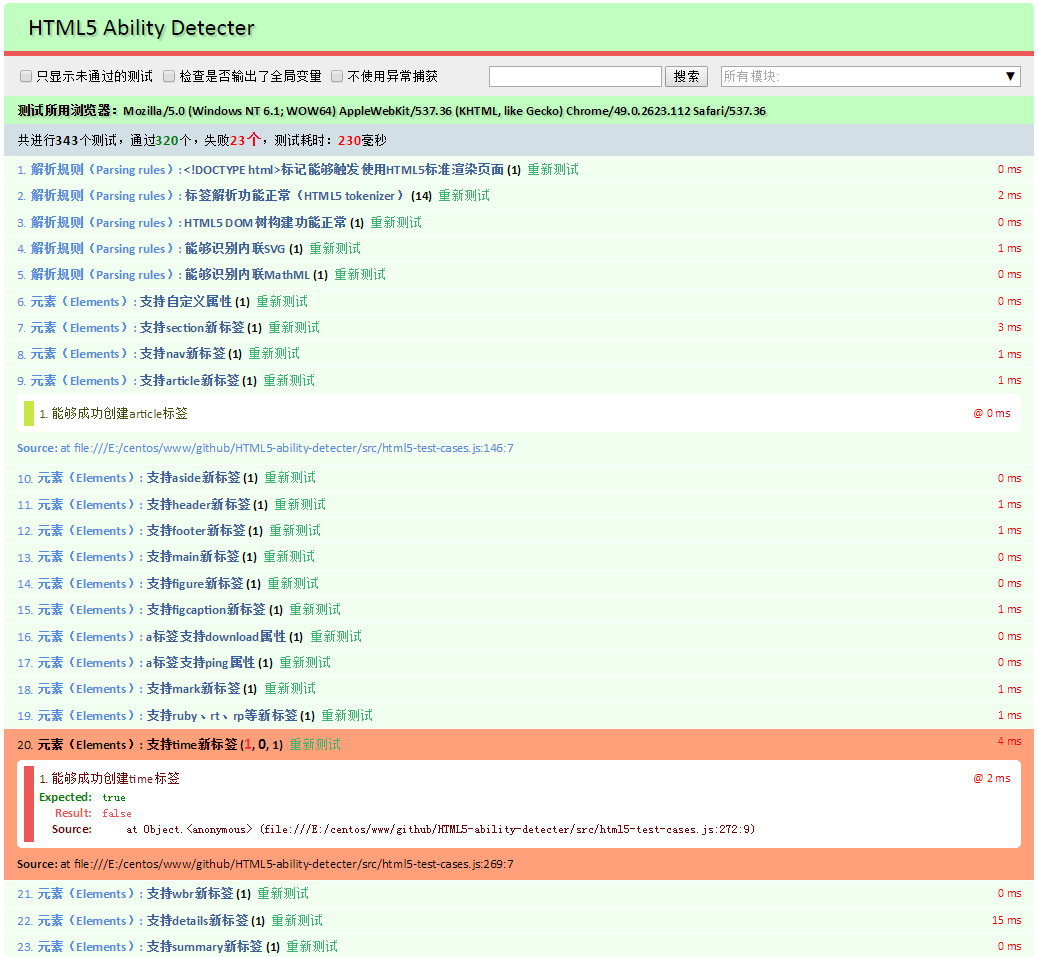 HTML5 Ability Detecter
只显示未通过的测试 检查是否输出了全局变量 不使用异常捕获 搜索 所有模块: ▼
测试所用浏览器：Mozilla/5.0 (Windows NT 6.1; WOW64) AppleWebKit/537.36 (KHTML, like Gecko) Chrome/49.0.2623.112 Safari/537.36
共进行343个测试，通过320个，失败23个，测试耗时：230毫秒
1. 解析规则（Parsing rules）: <!DOCTYPE html>标记能够触发使用HTML5标准渲染页面 (1) 重新测试 0 ms
2. 解析规则（Parsing rules）: 标签解析功能正常（HTML5 tokenizer） (14) 重新测试 2 ms
3. 解析规则（Parsing rules）: HTML5 DOM树构建功能正常 (1) 重新测试 0 ms
4. 解析规则（Parsing rules）: 能够识别内联SVG (1) 重新测试 1 ms
5. 解析规则（Parsing rules）: 能够识别内联MathML (1) 重新测试 0 ms
6. 元素（Elements）: 支持自定义属性 (1) 重新测试 0 ms
7. 元素（Elements）: 支持section新标签 (1) 重新测试 3 ms
8. 元素（Elements）: 支持nav新标签 (1) 重新测试 1 ms
9. 元素（Elements）: 支持article新标签 (1) 重新测试 1 ms
1. 能够成功创建article标签 @ 0 ms
Source: at file:///E:/centos/www/github/HTML5-ability-detecter/src/html5-test-cases.js:146:7
10. 元素（Elements）: 支持aside新标签 (1) 重新测试 0 ms
11. 元素（Elements）: 支持header新标签 (1) 重新测试 1 ms
12. 元素（Elements）: 支持footer新标签 (1) 重新测试 1 ms
13. 元素（Elements）: 支持main新标签 (1) 重新测试 0 ms
14. 元素（Elements）: 支持figure新标签 (1) 重新测试 0 ms
15. 元素（Elements）: 支持figcaption新标签 (1) 重新测试 1 ms
16. 元素（Elements）: a标签支持download属性 (1) 重新测试 0 ms
17. 元素（Elements）: a标签支持ping属性 (1) 重新测试 0 ms
18. 元素（Elements）: 支持mark新标签 (1) 重新测试 1 ms
19. 元素（Elements）: 支持ruby、rt、rp等新标签 (1) 重新测试 1 ms
20. 元素（Elements）: 支持time新标签 (1, 0, 1) 重新测试 4 ms
1. 能够成功创建time标签 @ 2 ms
Expected: true
Result: false
Source: at Object.<anonymous> (file:///E:/centos/www/github/HTML5-ability-detecter/src/html5-test-cases.js:272:9)
Source: at file:///E:/centos/www/github/HTML5-ability-detecter/src/html5-test-cases.js:269:7
21. 元素（Elements）: 支持wbr新标签 (1) 重新测试 0 ms
22. 元素（Elements）: 支持details新标签 (1) 重新测试 15 ms
23. 元素（Elements）: 支持summary新标签 (1) 重新测试 0 ms